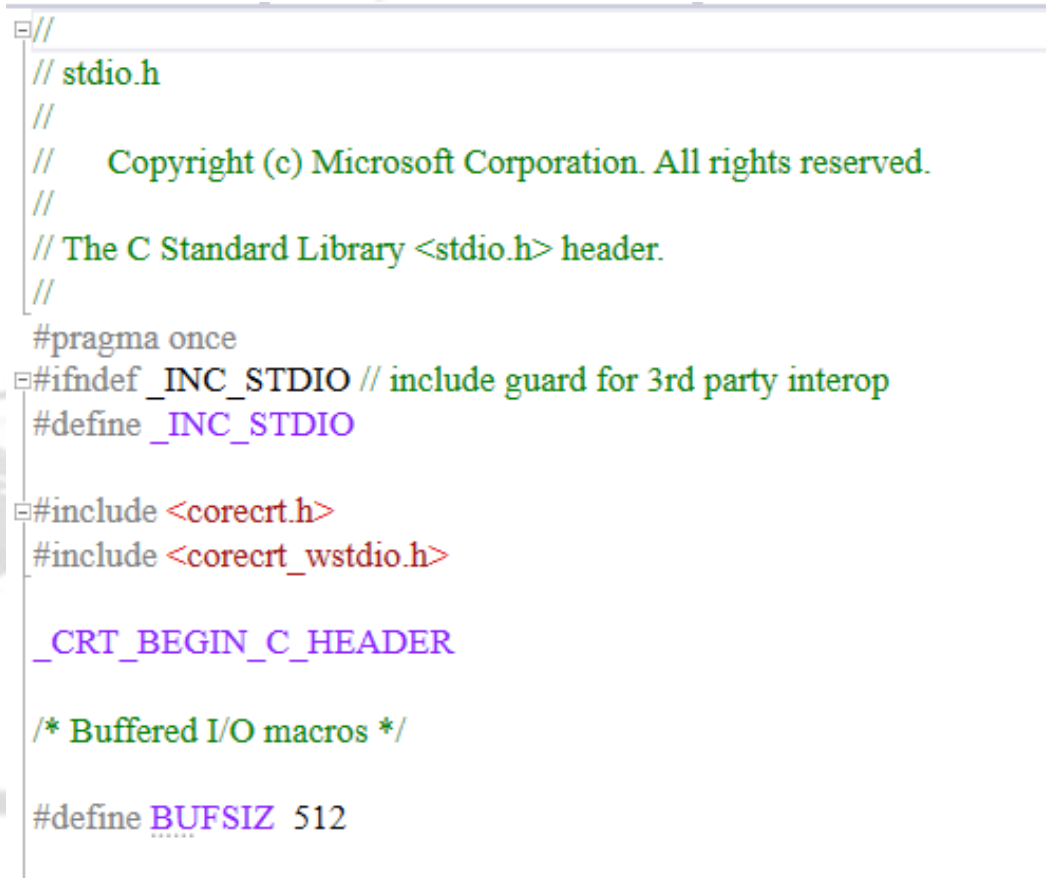 //
// stdio.h
//
//      Copyright (c) Microsoft Corporation. All rights reserved.
//
// The C Standard Library <stdio.h> header.
//
#pragma once
#ifndef _INC_STDIO // include guard for 3rd party interop
#define _INC_STDIO
#include <corecrt.h>
#include <corecrt_wstdio.h>
_CRT_BEGIN_C_HEADER
/* Buffered I/O macros */
#define BUFSIZ  512